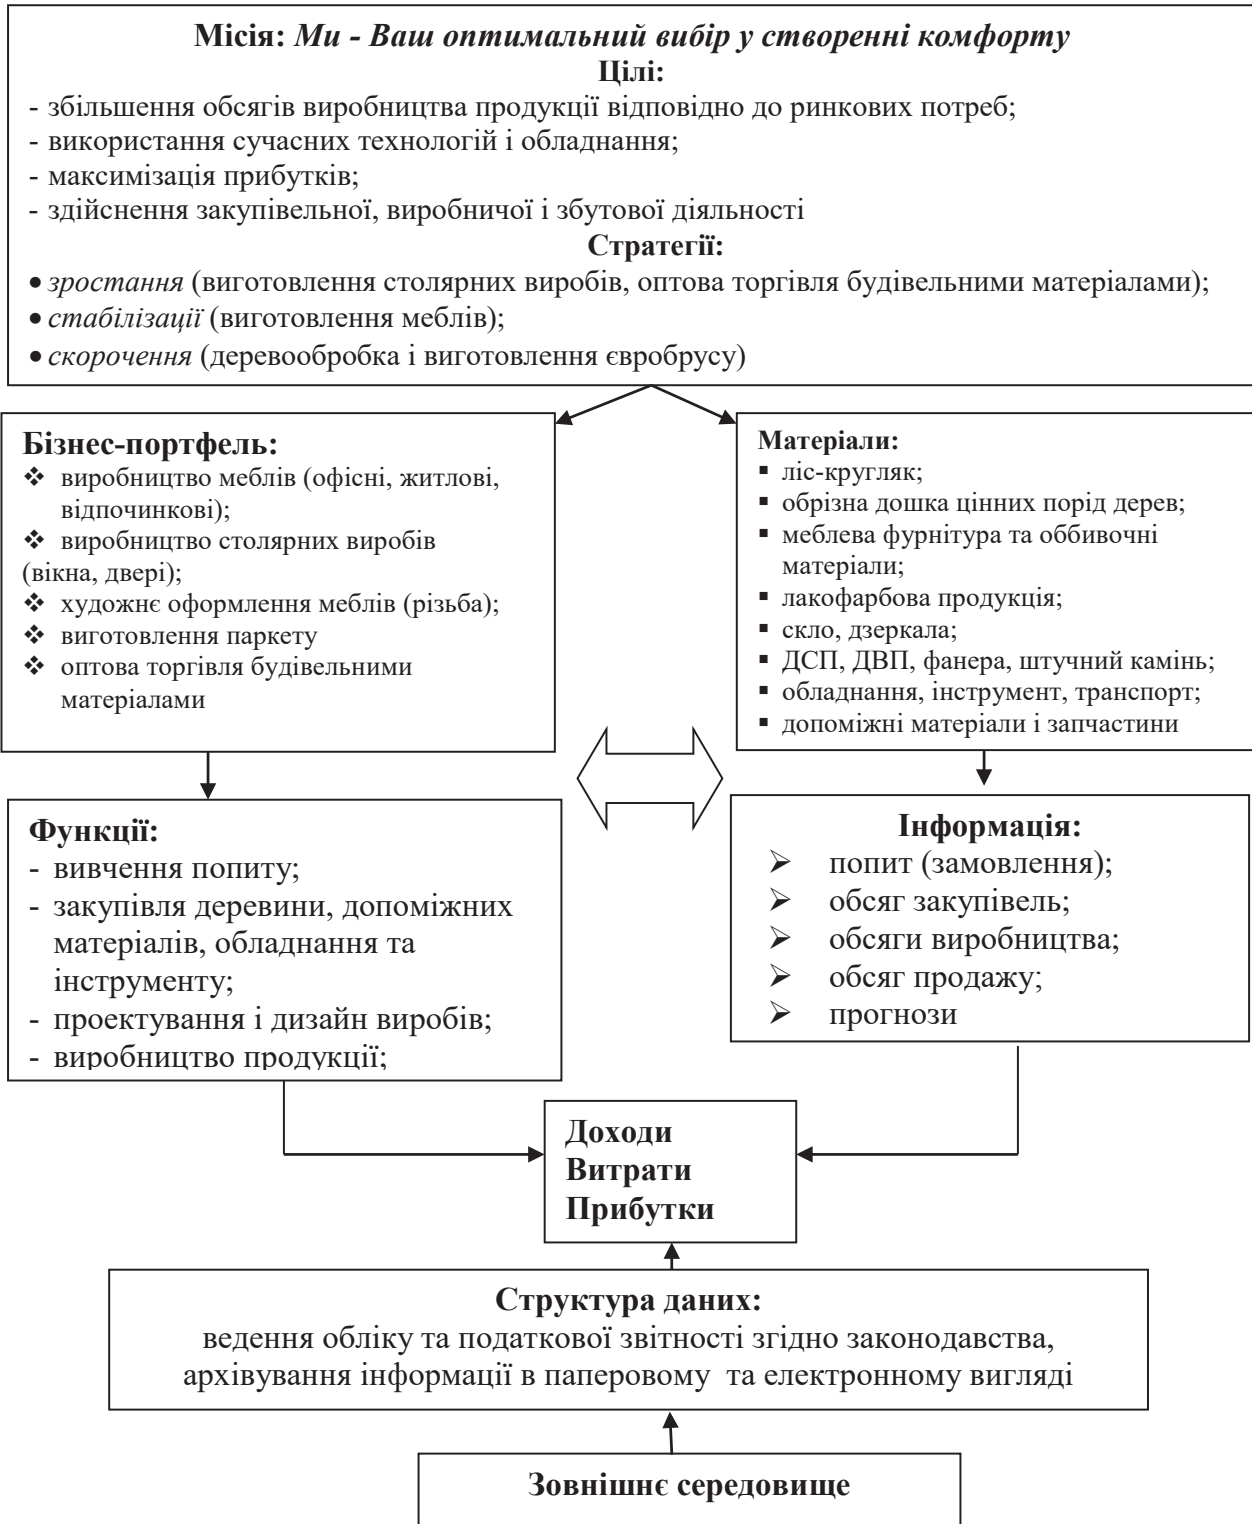 Місія: Ми - Ваш оптимальний вибір у створенні комфорту
Цілі:
- збільшення обсягів виробництва продукції відповідно до ринкових потреб;
- використання сучасних технологій і обладнання;
- максимізація прибутків;
- здійснення закупівельної, виробничої і збутової діяльності
Стратегії:
• зростання (виготовлення столярних виробів, оптова торгівля будівельними матеріалами);
• стабілізації (виготовлення меблів);
• скорочення (деревообробка і виготовлення євробрусу)
Бізнес-портфель:
❖ виробництво меблів (офісні, житлові,
відпочинкові);
❖ виробництво столярних виробів
(вікна, двері);
❖ художнє оформлення меблів (різьба);
❖ виготовлення паркету
❖ оптова торгівля будівельними
матеріалами
Матеріали:
▪ ліс-кругляк;
▪ обрізна дошка цінних порід дерев;
▪ меблева фурнітура та оббивочні
матеріали;
▪ лакофарбова продукція;
▪ скло, дзеркала;
▪ ДСП, ДВП, фанера, штучний камінь;
▪ обладнання, інструмент, транспорт;
▪ допоміжні матеріали і запчастини
Функції:
- вивчення попиту;
- закупівля деревини, допоміжних
матеріалів, обладнання та
інструменту;
- проектування і дизайн виробів;
- виробництво продукції;
Інформація:
➢ попит (замовлення);
➢ обсяг закупівель;
➢ обсяги виробництва;
➢ обсяг продажу;
➢ прогнози
Доходи
Витрати
Прибутки
Структура даних:
ведення обліку та податкової звітності згідно законодавства,
архівування інформації в паперовому та електронному вигляді
Зовнішнє середовище